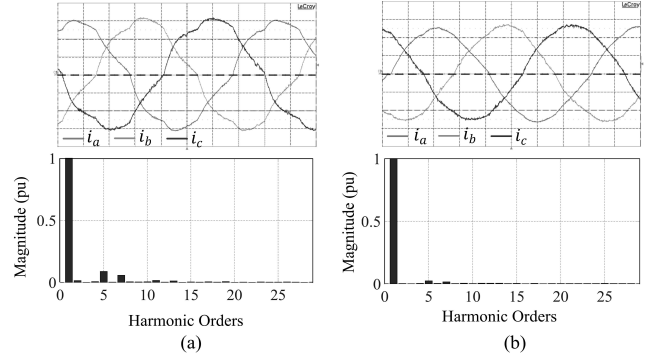 LeCroy
i_a i_b i_c
1
0.5
0
Magnitude (pu)
0 5 10 15 20 25
Harmonic Orders
(a)
LeCroy
i_a i_b i_c
1
0.5
0
Magnitude (pu)
0 5 10 15 20 25
Harmonic Orders
(b)